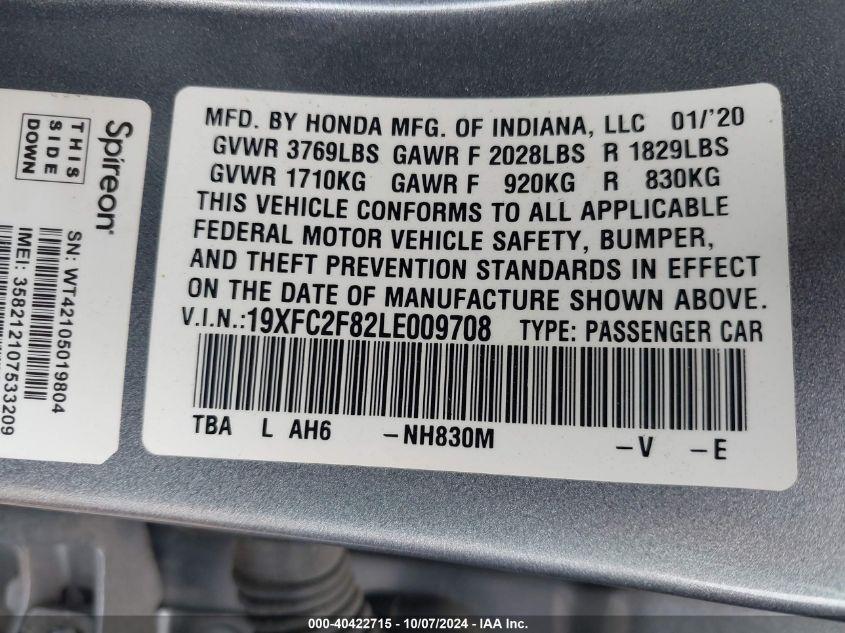 MFD. BY HONDA MFG. OF INDIANA, LLC 01/'20
GVWR 3769LBS GAWR F 2028LBS R 1829LBS
GVWR 1710KG GAWR F 920KG R 830KG
THIS VEHICLE CONFORMS TO ALL APPLICABLE
FEDERAL MOTOR VEHICLE SAFETY, BUMPER,
AND THEFT PREVENTION STANDARDS IN EFFECT
ON THE DATE OF MANUFACTURE SHOWN ABOVE.
V.I.N.:19XFC2F82LE009708 TYPE: PASSENGER CAR
TBA L AH6 -NH830M -V -E
Spireon®
THIS
SIDE
DOWN
SN: WT42105019804
IMEI: 358212107533209
000-40422715 - 10/07/2024 - IAA Inc.